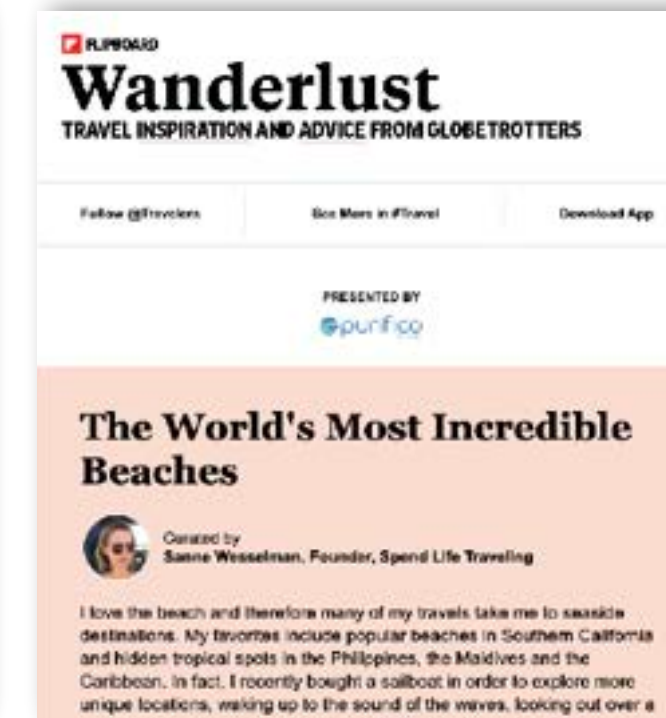 FLIPBOARD
Wanderlust
TRAVEL INSPIRATION AND ADVICE FROM GLOBETROTTERS
Follow @Travelers
See More in #Travel
Download App
PRESENTED BY
purifico
The World's Most Incredible
Beaches
Curated by
Sanne Wesselman, Founder, Spend Life Traveling
I love the beach and therefore many of my travels take me to seaside
destinations. My favorites include popular beaches in Southern California
and hidden tropical spots in the Philippines, the Maldives and the
Caribbean. In fact, I recently bought a sailboat in order to explore more
unique locations, waking up to the sound of the waves, looking out over a